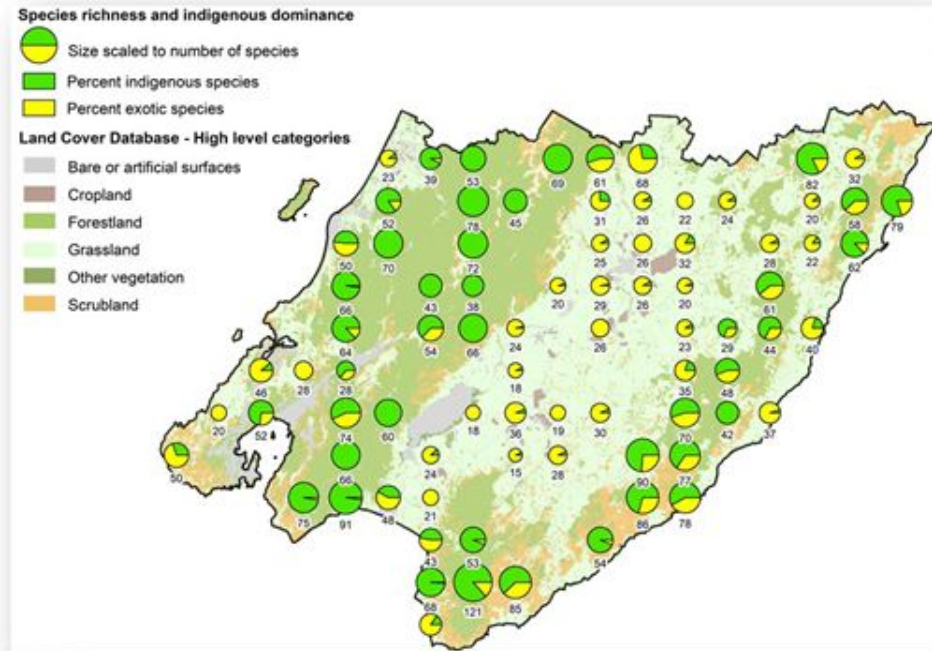 Species richness and indigenous dominance
Size scaled to number of species
Percent indigenous species
Percent exotic species
Land Cover Database - High level categories
Bare or artificial surfaces
Cropland
Forestland
Grassland
Other vegetation
Scrubland
23 39 53 69 61 68 82 32
52 78 45 31 26 22 24 20 58 79
50 70 72 25 26 32 28 22 62
66 43 38 20 29 26 20 61
64 54 66 24 26 23 29 44 40
46 28 28 18 35 48
20 52 74 60 18 36 19 30 70 42 37
50 66 24 15 28 90 77
75 91 48 21 86 78
43 53 54
68 121 85